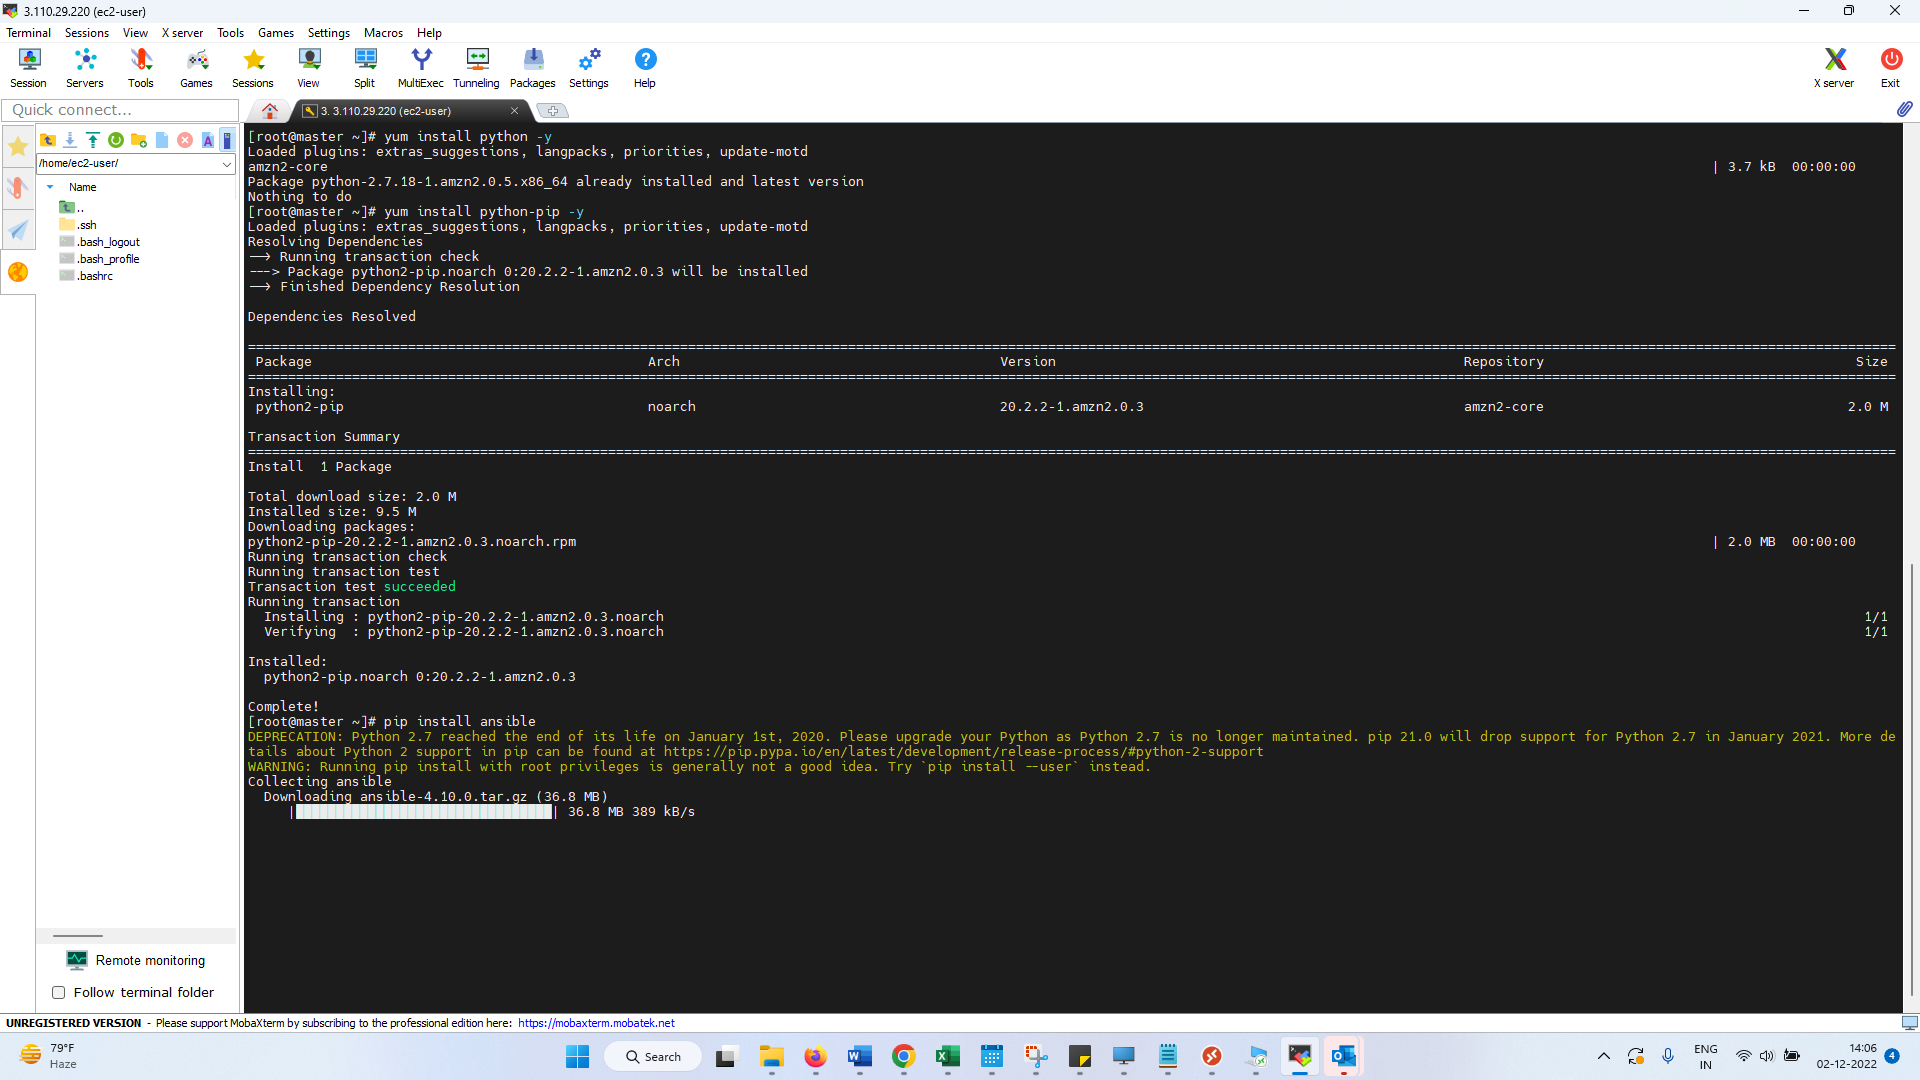 3.110.29.220 (ec2-user)
Terminal Sessions View X server Tools Games Settings Macros Help
Session Servers Tools Games Sessions View Split MultiExec Tunneling Packages Settings Help X server Exit
Quick connect...
3. 3.110.29.220 (ec2-user)
/home/ec2-user/
Name
..
.ssh
.bash_logout
.bash_profile
.bashrc
Remote monitoring
Follow terminal folder
[root@master ~]# yum install python -y
Loaded plugins: extras_suggestions, langpacks, priorities, update-motd
amzn2-core | 3.7 kB 00:00:00
Package python-2.7.18-1.amzn2.0.5.x86_64 already installed and latest version
Nothing to do
[root@master ~]# yum install python-pip -y
Loaded plugins: extras_suggestions, langpacks, priorities, update-motd
Resolving Dependencies
--> Running transaction check
---> Package python2-pip.noarch 0:20.2.2-1.amzn2.0.3 will be installed
--> Finished Dependency Resolution
Dependencies Resolved
Package Arch Version Repository Size
Installing:
python2-pip noarch 20.2.2-1.amzn2.0.3 amzn2-core 2.0 M
Transaction Summary
Install 1 Package
Total download size: 2.0 M
Installed size: 9.5 M
Downloading packages:
python2-pip-20.2.2-1.amzn2.0.3.noarch.rpm | 2.0 MB 00:00:00
Running transaction check
Running transaction test
Transaction test succeeded
Running transaction
Installing : python2-pip-20.2.2-1.amzn2.0.3.noarch 1/1
Verifying : python2-pip-20.2.2-1.amzn2.0.3.noarch 1/1
Installed:
python2-pip.noarch 0:20.2.2-1.amzn2.0.3
Complete!
[root@master ~]# pip install ansible
DEPRECATION: Python 2.7 reached the end of its life on January 1st, 2020. Please upgrade your Python as Python 2.7 is no longer maintained. pip 21.0 will drop support for Python 2.7 in January 2021. More de
tails about Python 2 support in pip can be found at https://pip.pypa.io/en/latest/development/release-process/#python-2-support
WARNING: Running pip install with root privileges is generally not a good idea. Try `pip install --user` instead.
Collecting ansible
Downloading ansible-4.10.0.tar.gz (36.8 MB)
| | 36.8 MB 389 kB/s
UNREGISTERED VERSION - Please support MobaXterm by subscribing to the professional edition here: https://mobaxterm.mobatek.net
79°F
Haze
Search
ENG
IN
14:06
02-12-2022
4